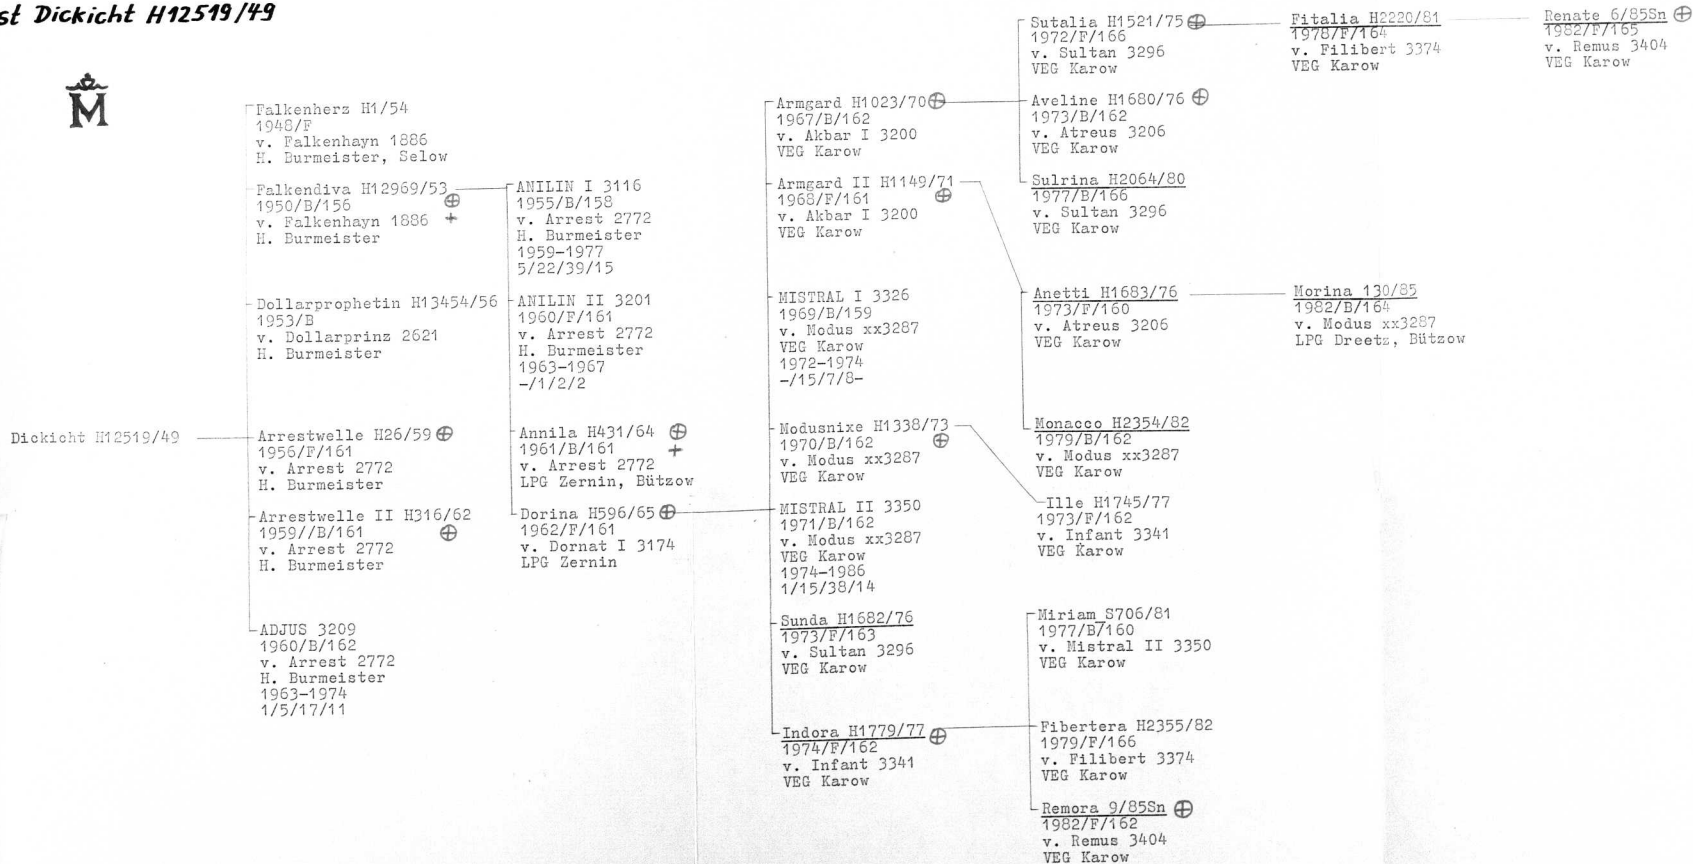 st Dickicht H12519/49
M
Dickicht H12519/49
Falkenherz H1/54
1948/F
v. Falkenhayn 1886
H. Burmeister, Selow
Falkendiva H12969/53
1950/B/156
v. Falkenhayn 1886 +
H. Burmeister
Dollarprophetin H13454/56
1953/B
v. Dollarprinz 2621
H. Burmeister
Arrestwelle H26/59
1956/F/161
v. Arrest 2772
H. Burmeister
Arrestwelle II H316/62
1959//B/161
v. Arrest 2772
H. Burmeister
ADJUS 3209
1960/B/162
v. Arrest 2772
H. Burmeister
1963-1974
1/5/17/11
ANILIN I 3116
1955/B/158
v. Arrest 2772
H. Burmeister
1959-1977
5/22/39/15
ANILIN II 3201
1960/F/161
v. Arrest 2772
H. Burmeister
1963-1967
-/1/2/2
Annila H431/64
1961/B/161 +
v. Arrest 2772
LPG Zernin, Bützow
Dorina H596/65
1962/F/161
v. Dornat I 3174
LPG Zernin
Armgard H1023/70
1967/B/162
v. Akbar I 3200
VEG Karow
Armgard II H1149/71
1968/F/161
v. Akbar I 3200
VEG Karow
MISTRAL I 3326
1969/B/159
v. Modus xx3287
VEG Karow
1972-1974
-/15/7/8-
Modusnixe H1338/73
1970/B/162
v. Modus xx3287
VEG Karow
MISTRAL II 3350
1971/B/162
v. Modus xx3287
VEG Karow
1974-1986
1/15/38/14
Sunda H1682/76
1973/F/163
v. Sultan 3296
VEG Karow
Indora H1779/77
1974/F/162
v. Infant 3341
VEG Karow
Sutalia H1521/75
1972/F/166
v. Sultan 3296
VEG Karow
Aveline H1680/76
1973/B/162
v. Atreus 3206
VEG Karow
Sulrina H2064/80
1977/B/166
v. Sultan 3296
VEG Karow
Anetti H1683/76
1973/F/160
v. Atreus 3206
VEG Karow
Monacco H2354/82
1979/B/162
v. Modus xx3287
VEG Karow
Ille H1745/77
1973/F/162
v. Infant 3341
VEG Karow
Miriam S706/81
1977/B/160
v. Mistral II 3350
VEG Karow
Fibertera H2355/82
1979/F/166
v. Filibert 3374
VEG Karow
Remora 9/85Sn
1982/F/162
v. Remus 3404
VEG Karow
Fitalia H2220/81
1978/F/164
v. Filibert 3374
VEG Karow
Morina 130/85
1982/B/164
v. Modus xx3287
LPG Dreetz, Bützow
Renate 6/85Sn
1982/F/165
v. Remus 3404
VEG Karow